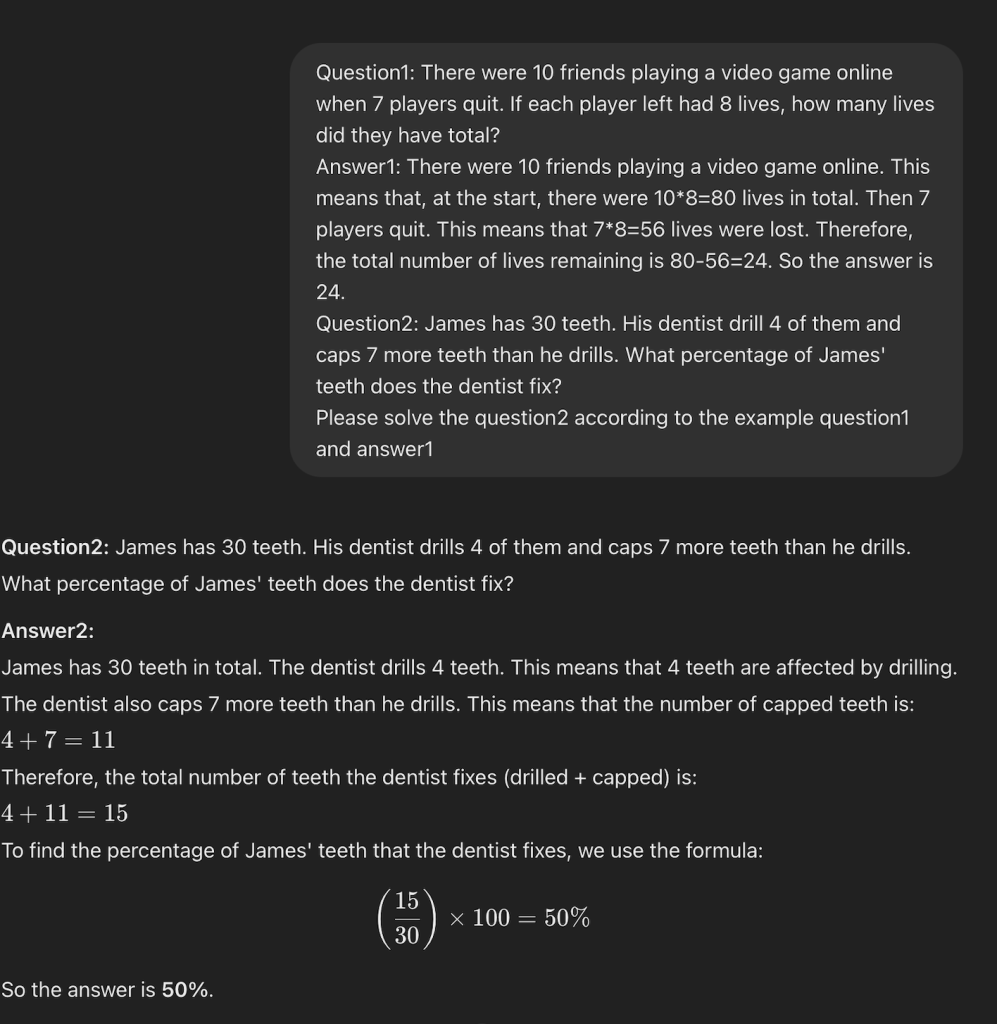 Question1: There were 10 friends playing a video game online
when 7 players quit. If each player left had 8 lives, how many lives
did they have total?
Answer1: There were 10 friends playing a video game online. This
means that, at the start, there were 10*8=80 lives in total. Then 7
players quit. This means that 7*8=56 lives were lost. Therefore,
the total number of lives remaining is 80-56=24. So the answer is
24.
Question2: James has 30 teeth. His dentist drill 4 of them and
caps 7 more teeth than he drills. What percentage of James'
teeth does the dentist fix?
Please solve the question2 according to the example question1
and answer1
Question2: James has 30 teeth. His dentist drills 4 of them and caps 7 more teeth than he drills.
What percentage of James' teeth does the dentist fix?
Answer2:
James has 30 teeth in total. The dentist drills 4 teeth. This means that 4 teeth are affected by drilling.
The dentist also caps 7 more teeth than he drills. This means that the number of capped teeth is:
4 + 7 = 11
Therefore, the total number of teeth the dentist fixes (drilled + capped) is:
4 + 11 = 15
To find the percentage of James' teeth that the dentist fixes, we use the formula:
(15/30) × 100 = 50%
So the answer is 50%.